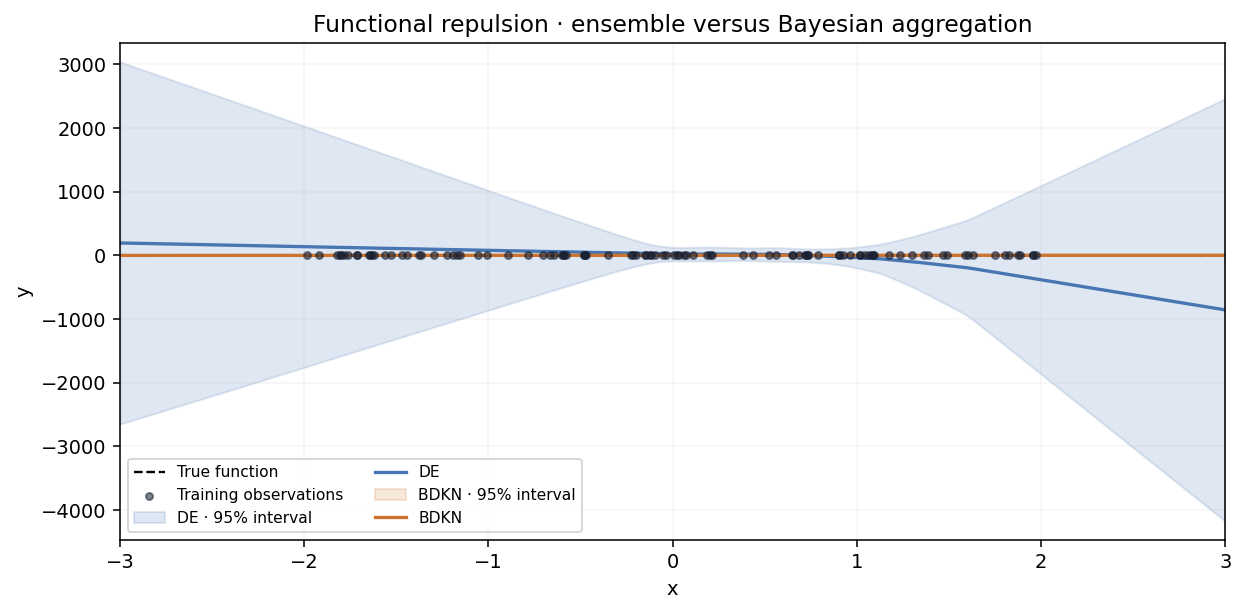 Functional repulsion · ensemble versus Bayesian aggregation
3000
2000
1000
0
−1000
−2000
−3000
−4000
y
True function
Training observations
DE · 95% interval
DE
BDKN · 95% interval
BDKN
−3
−2
−1
0
1
2
3
x